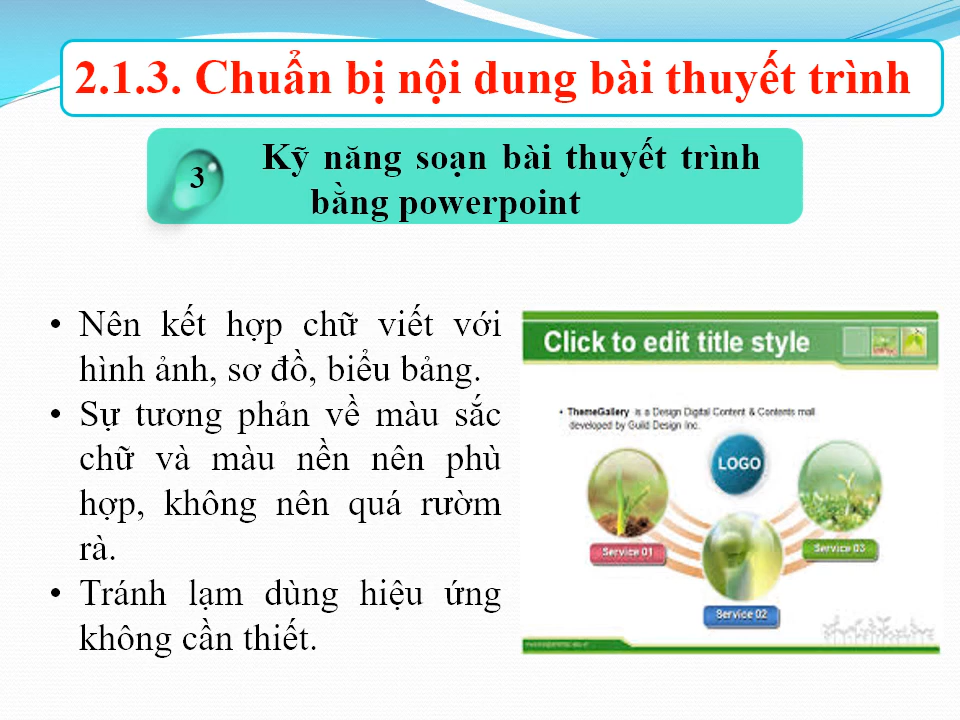 2.1.3. Chuẩn bị nội dung bài thuyết trình
3
Kỹ năng soạn bài thuyết trình
bằng powerpoint
• Nên kết hợp chữ viết với
hình ảnh, sơ đồ, biểu bảng.
• Sự tương phản về màu sắc
chữ và màu nền nên phù
hợp, không nên quá rườm
rà.
• Tránh lạm dùng hiệu ứng
không cần thiết.
Click to edit title style
• ThemeGallery is a Design Digital Content & Contents mall
developed by Guild Design Inc.
LOGO
Service 01
Service 03
Service 02